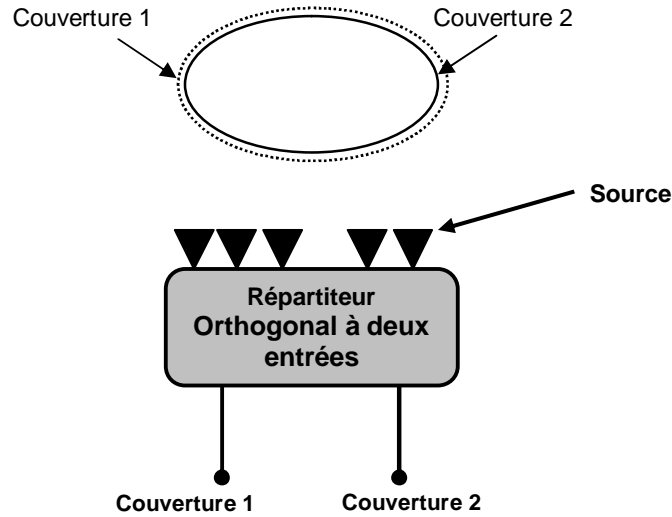 Couverture 1
Couverture 2
Source
Répartiteur
Orthogonal à deux
entrées
Couverture 1
Couverture 2